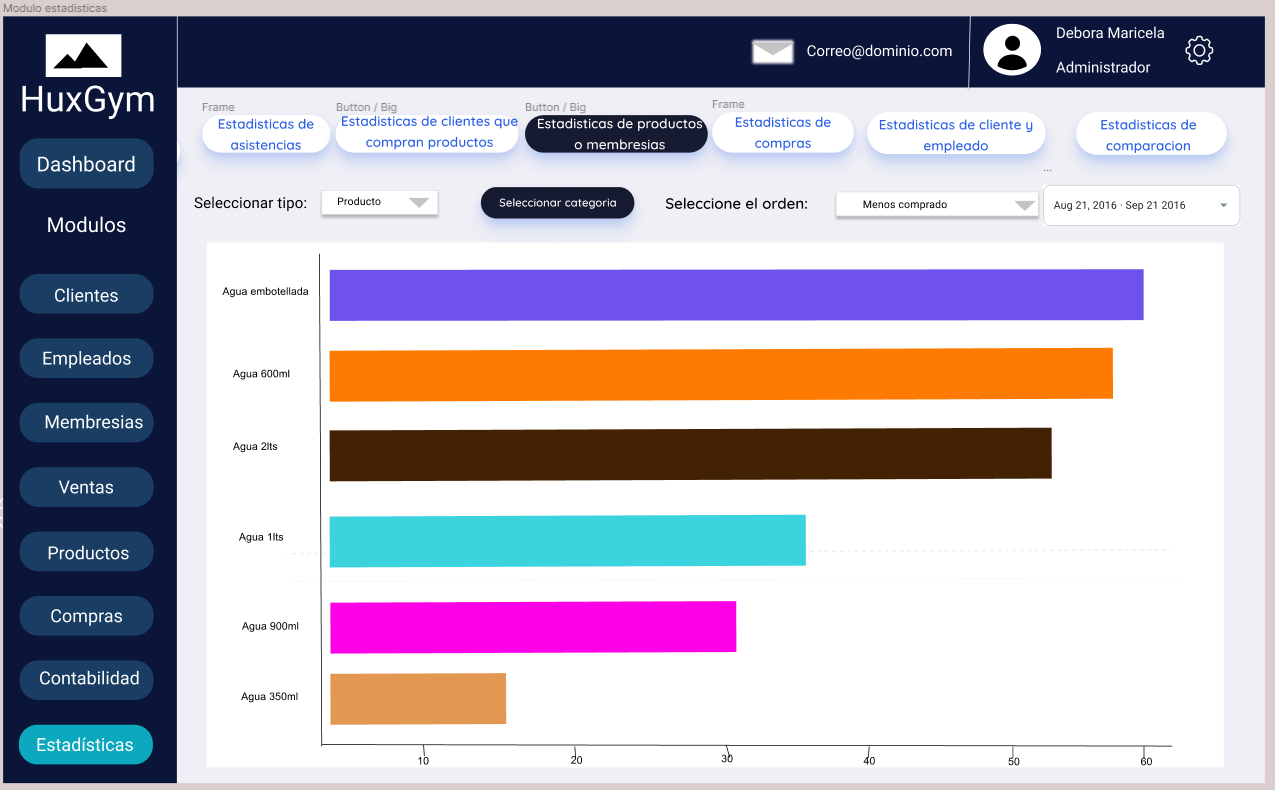 Modulo estadisticas
HuxGym
Correo@dominio.com
Debora Maricela
Administrador
Dashboard
Modulos
Clientes
Empleados
Membresias
Ventas
Productos
Compras
Contabilidad
Estadísticas
Frame
Estadisticas de
asistencias
Button / Big
Estadisticas de clientes que
compran productos
Button / Big
Estadisticas de productos
o membresias
Frame
Estadisticas de
compras
Estadisticas de cliente y
empleado
Estadisticas de
comparacion
...
Seleccionar tipo:
Producto
Seleccionar categoria
Seleccione el orden:
Menos comprado
Aug 21, 2016 · Sep 21 2016
Agua embotellada
Agua 600ml
Agua 2lts
Agua 1lts
Agua 900ml
Agua 350ml
10 20 30 40 50 60